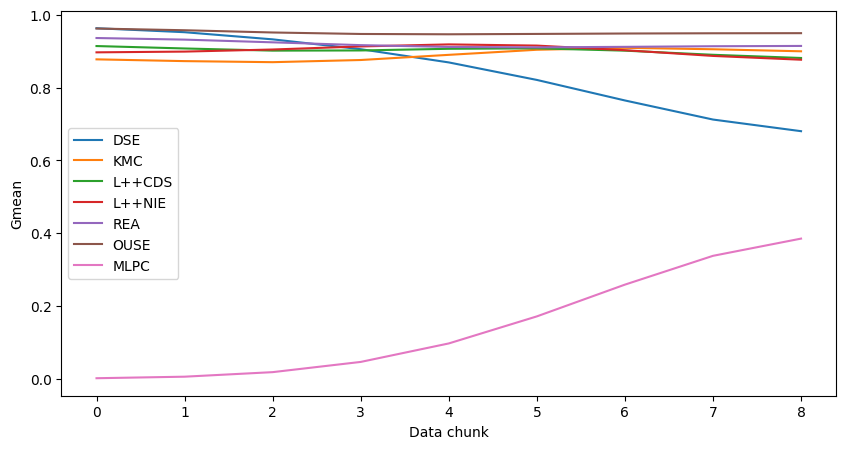 1.0
0.8
0.6
0.4
0.2
0.0
Gmean
DSE
KMC
L++CDS
L++NIE
REA
OUSE
MLPC
0 1 2 3 4 5 6 7 8
Data chunk